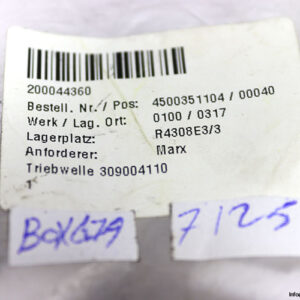 200044360
Bestell. Nr. / Pos: 4500351104 / 00040
Werk / Lag. Ort: 0100 / 0317
Lagerplatz: R4308E3/3
Anforderer: Marx
Triebwelle 309004110
1
BOX679 7125